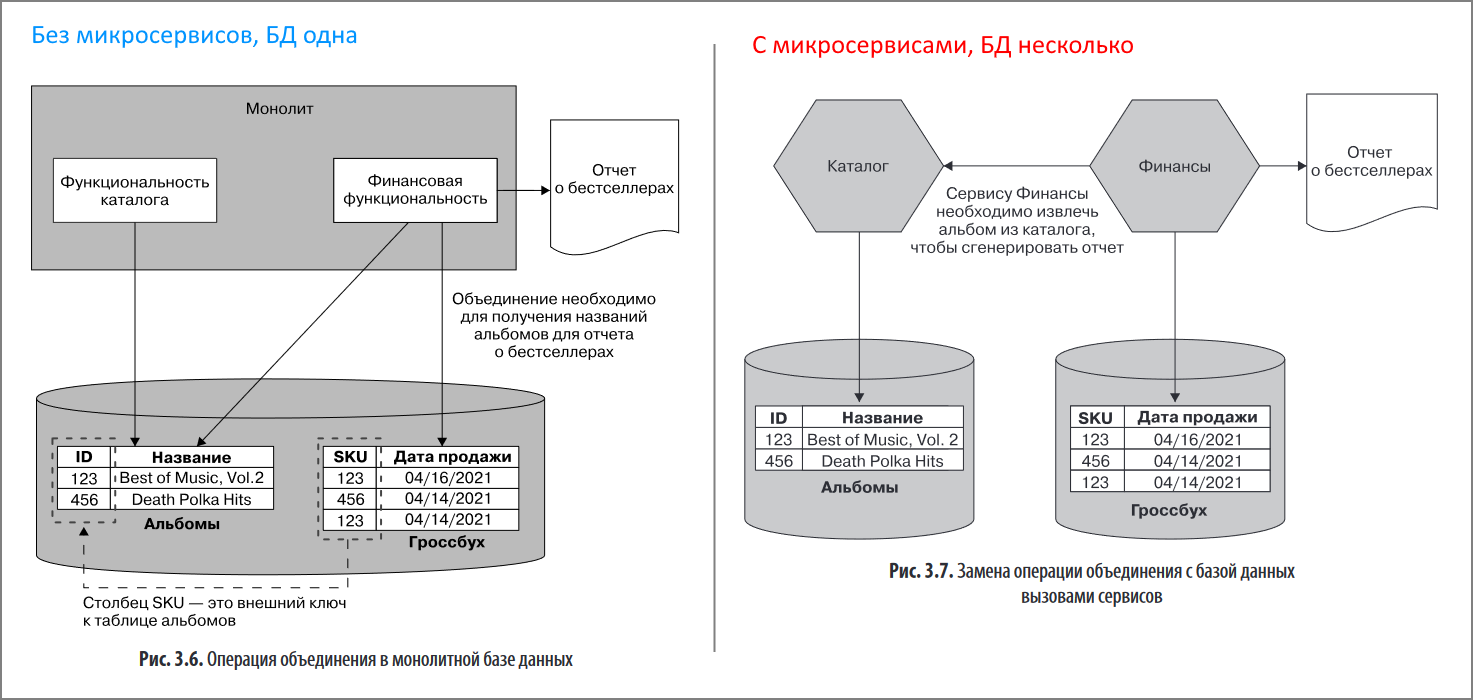 Без микросервисов, БД одна
Монолит
Функциональность
каталога
Финансовая
функциональность
Отчет
о бестселлерах
Объединение необходимо
для получения названий
альбомов для отчета
о бестселлерах
ID Название
123 Best of Music, Vol.2
456 Death Polka Hits
Альбомы
SKU Дата продажи
123 04/16/2021
456 04/14/2021
123 04/14/2021
Гроссбух
Столбец SKU — это внешний ключ
к таблице альбомов
Рис. 3.6. Операция объединения в монолитной базе данных
С микросервисами, БД несколько
Каталог
Финансы
Отчет
о бестселлерах
Сервису Финансы
необходимо извлечь
альбом из каталога,
чтобы сгенерировать отчет
ID Название
123 Best of Music, Vol. 2
456 Death Polka Hits
Альбомы
SKU Дата продажи
123 04/16/2021
456 04/14/2021
123 04/14/2021
Гроссбух
Рис. 3.7. Замена операции объединения с базой данных
вызовами сервисов